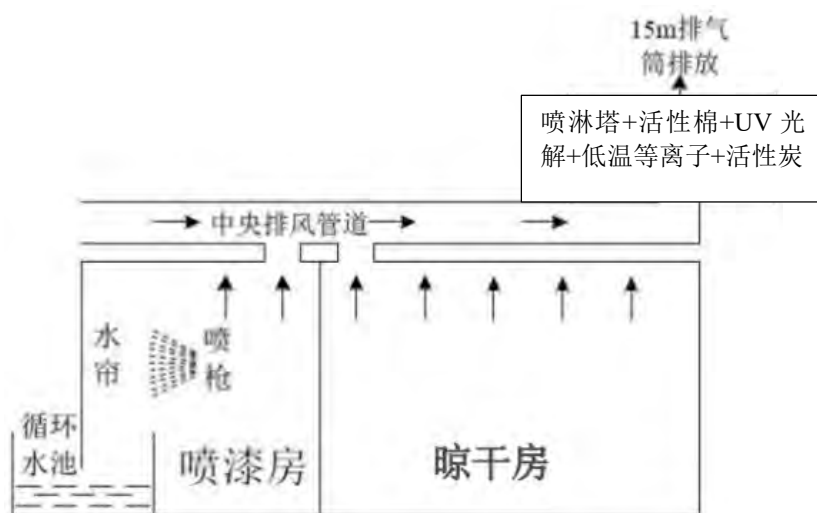 15m排气
筒排放
喷淋塔+活性棉+UV 光
解+低温等离子+活性炭
中央排风管道
水
帘
喷
枪
循环
水池
喷漆房
晾干房